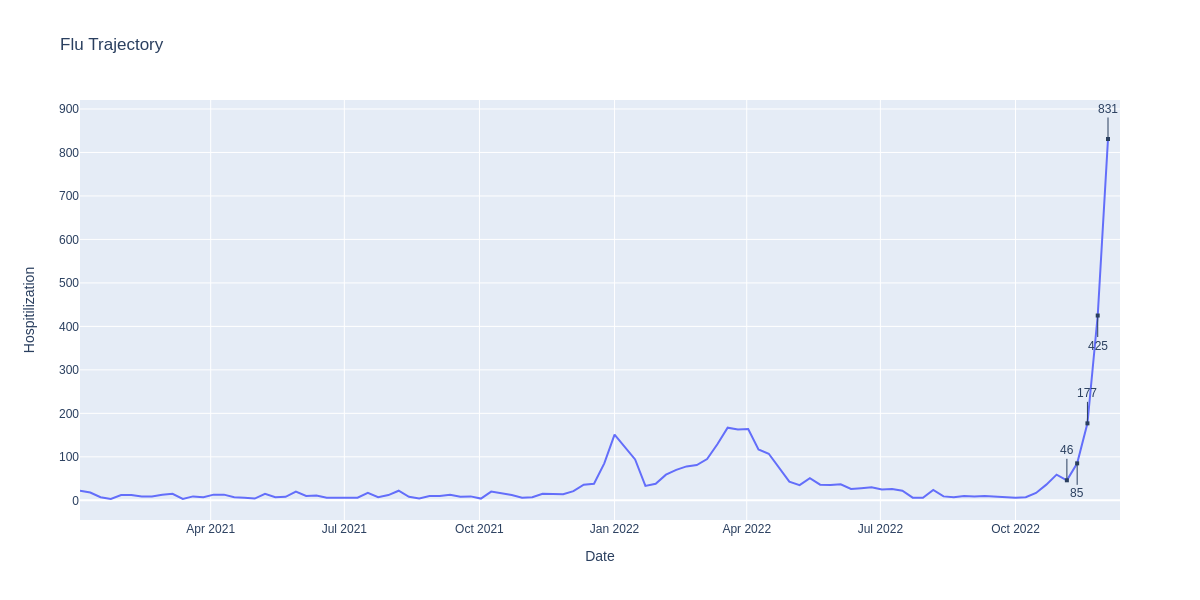 Flu Trajectory
Hospitilization
900
800
700
600
500
400
300
200
100
0
831
425
177
46
85
Apr 2021
Jul 2021
Oct 2021
Jan 2022
Apr 2022
Jul 2022
Oct 2022
Date